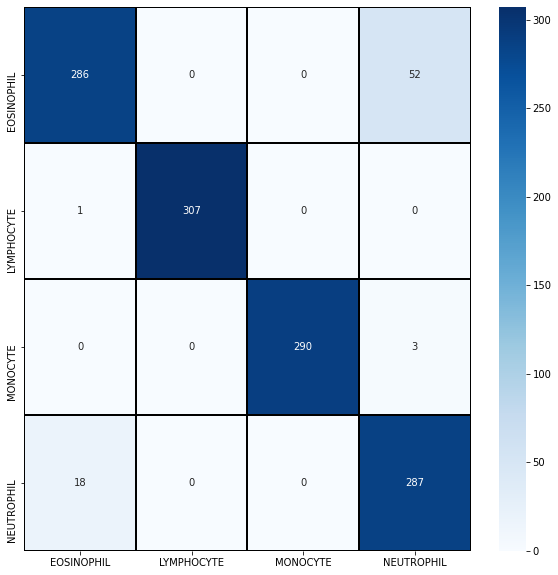 EOSINOPHIL 286 0 0 52
LYMPHOCYTE 1 307 0 0
MONOCYTE 0 0 290 3
NEUTROPHIL 18 0 0 287
EOSINOPHIL LYMPHOCYTE MONOCYTE NEUTROPHIL
300
250
200
150
100
50
0